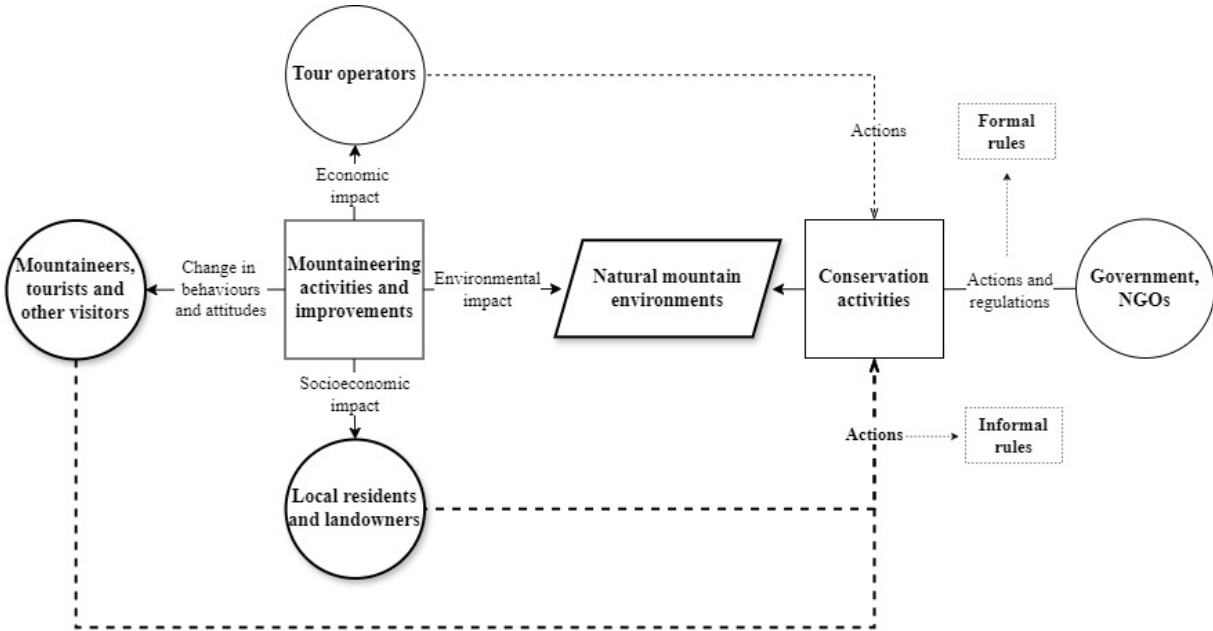 Tour operators
Economic
impact
Actions
Formal
rules
Mountaineers,
tourists and
other visitors
Change in
behaviours
and attitudes
Mountaineering
activities and
improvements
Environmental
impact
Natural mountain
environments
Conservation
activities
Actions and
regulations
Government,
NGOs
Socioeconomic
impact
Actions
Informal
rules
Local residents
and landowners